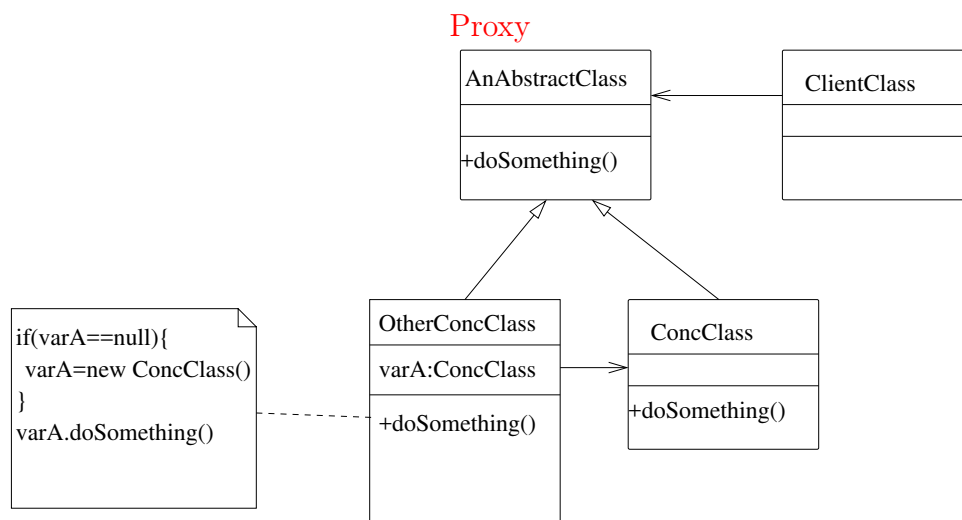 Proxy
AnAbstractClass
+doSomething()
ClientClass
if(varA==null){
varA=new ConcClass()
}
varA.doSomething()
OtherConcClass
varA:ConcClass
+doSomething()
ConcClass
+doSomething()